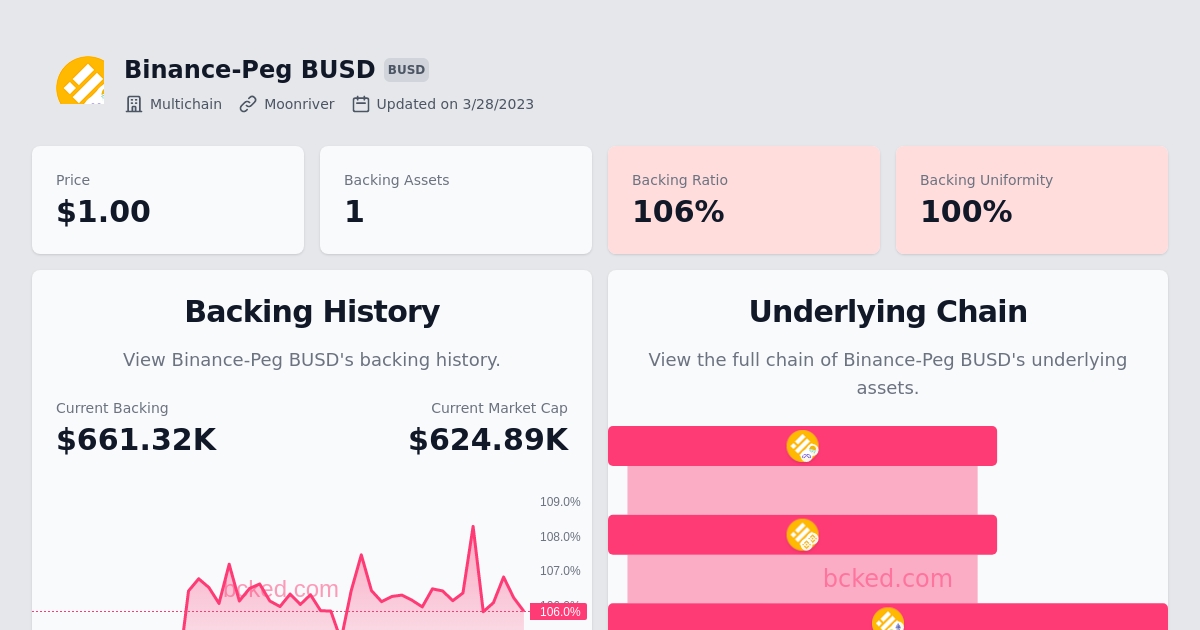 Binance-Peg BUSD BUSD
Multichain Moonriver Updated on 3/28/2023
Price
$1.00
Backing Assets
1
Backing Ratio
106%
Backing Uniformity
100%
Backing History
View Binance-Peg BUSD's backing history.
Current Backing
$661.32K
Current Market Cap
$624.89K
109.0%
108.0%
107.0%
106.0%
bcked.com
Underlying Chain
View the full chain of Binance-Peg BUSD's underlying
assets.
bcked.com